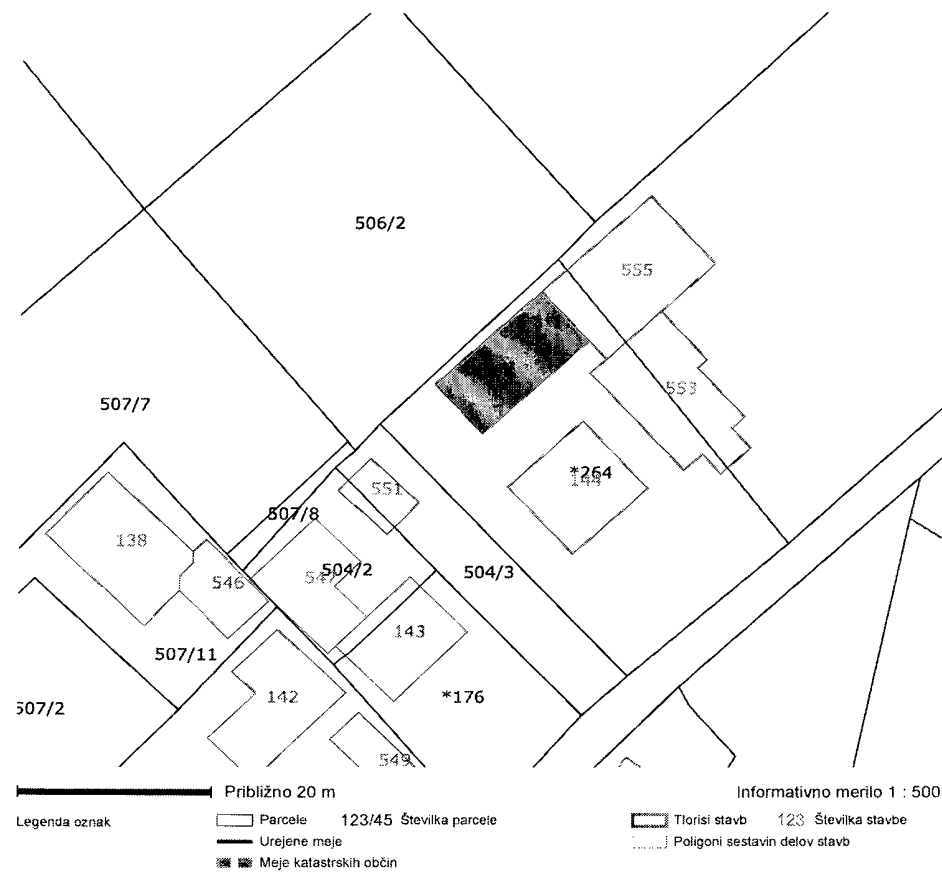 506/2
555
507/7
553
*264
144
551
507/8
138
504/2
547
546
504/3
143
507/11
142
*176
507/2
549
Približno 20 m
Informativno merilo 1 : 500
Legenda oznak
Parcele 123/45 Številka parcele
Tlorisi stavb 123 Številka stavbe
Urejene meje
Poligoni sestavin delov stavb
Meje katastrskih občin